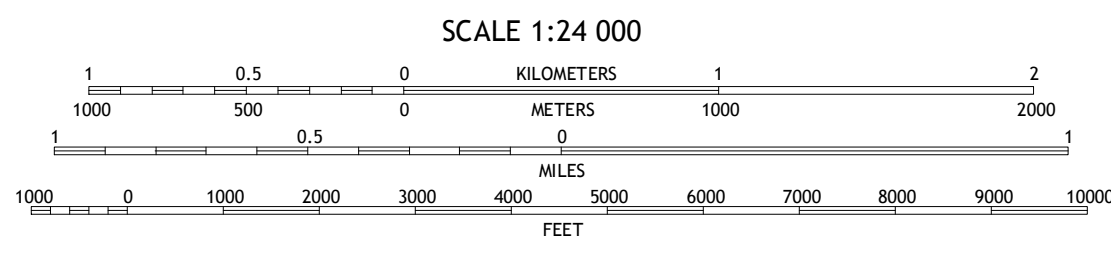 SCALE 1:24 000
1 0.5 0 KILOMETERS 1 2
1000 500 0 METERS 1000 2000
1 0.5 0 1
MILES
1000 0 1000 2000 3000 4000 5000 6000 7000 8000 9000 10000
FEET